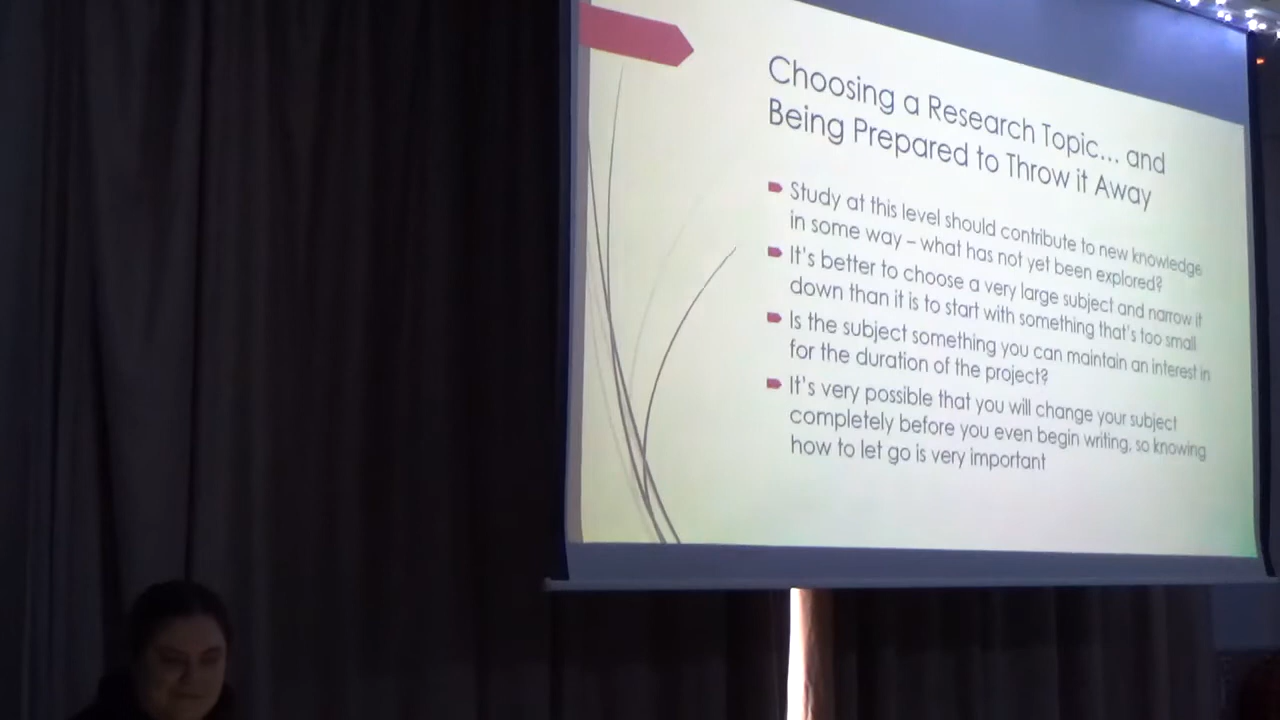 Choosing a Research Topic... and
Being Prepared to Throw it Away
Study at this level should contribute to new knowledge
in some way – what has not yet been explored?
It's better to choose a very large subject and narrow it
down than it is to start with something that's too small
Is the subject something you can maintain an interest in
for the duration of the project?
It's very possible that you will change your subject
completely before you even begin writing, so knowing
how to let go is very important